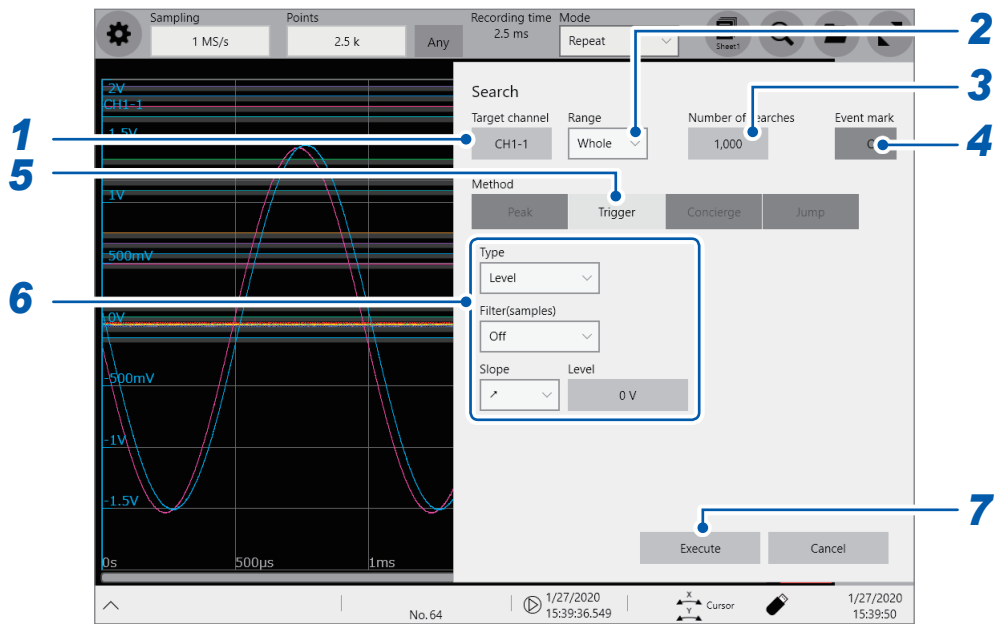 Sampling Points Recording time Mode
1 MS/s 2.5 k Any 2.5 ms Repeat Sheet1
2
2V
CH1-1
Search
3
Target channel Range Number of searches Event mark
1
1.5V
CH1-1 Whole 1,000
4
5
Method
1V
Peak Trigger Concierge Jump
500mV
Type
Level
6
0V
Filter(samples)
Off
-500mV
Slope Level
↗ 0 V
-1V
-1.5V
7
Execute Cancel
0s 500μs 1ms
No.64
1/27/2020
15:39:36.549
X
Y
Cursor
1/27/2020
15:39:50